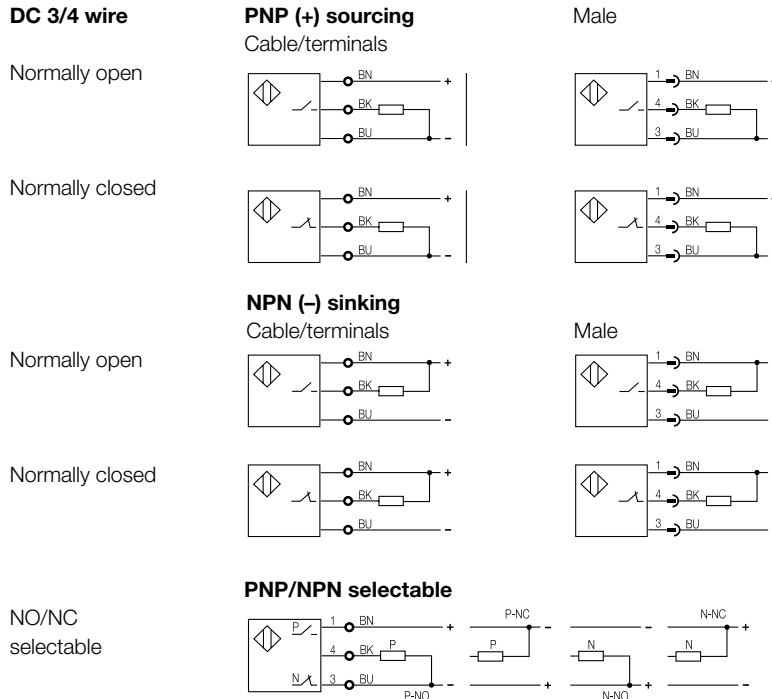 DC 3/4 wire PNP (+) sourcing Male
Cable/terminals
Normally open
BN +
BK
BU -
1 BN
4 BK
3 BU
Normally closed
BN +
BK
BU -
1 BN
4 BK
3 BU
NPN (–) sinking
Cable/terminals Male
Normally open
BN +
BK
BU -
1 BN
4 BK
3 BU
Normally closed
BN +
BK
BU -
1 BN
4 BK
3 BU
PNP/NPN selectable
NO/NC
selectable
P 1 BN + P-NC - - N-NC +
4 BK P P N N
N 3 BU - P-NO + + N-NO -